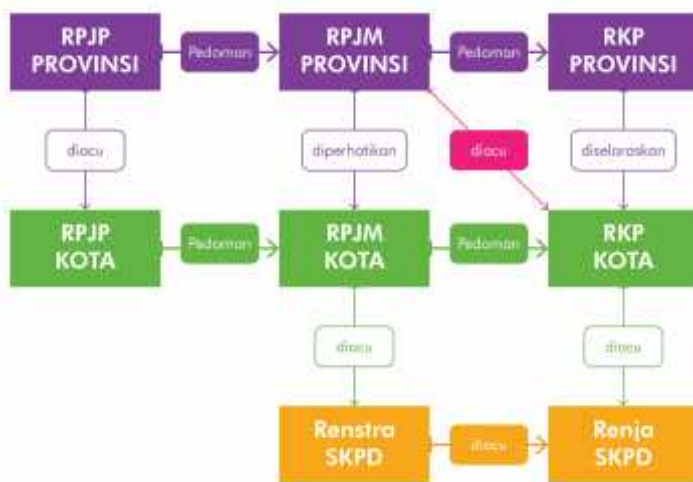 RPJP
PROVINSI
Pedoman
RPJM
PROVINSI
Pedoman
RKP
PROVINSI
diacu
diperhatikan
diacu
diselaraskan
RPJP
KOTA
Pedoman
RPJM
KOTA
Pedoman
RKP
KOTA
diacu
diacu
Renstra
SKPD
diacu
Renja
SKPD